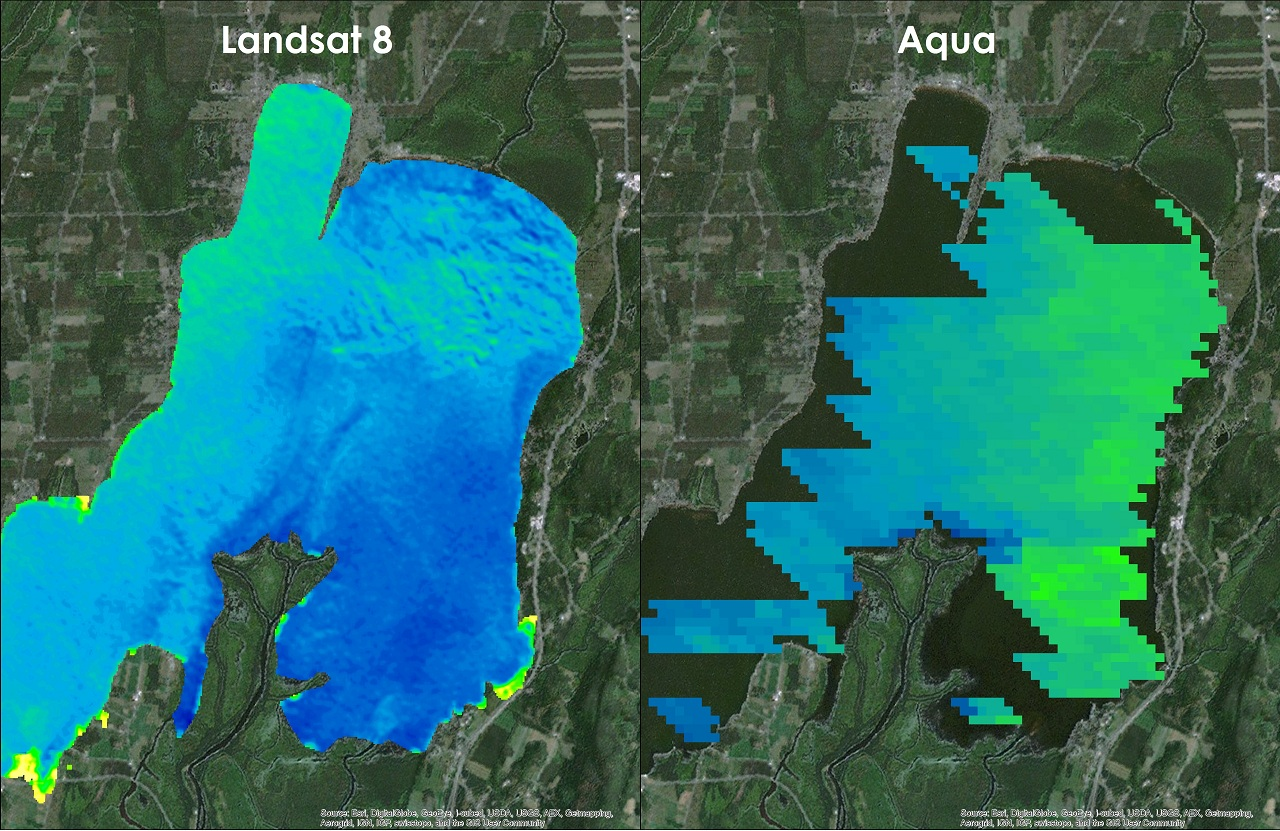 Landsat 8
Aqua
Source: Esri, DigitalGlobe, GeoEye, i-cubed, USDA, USGS, AEX, Getmapping,
Aerogrid, IGN, IGP, swisstopo, and the GIS User Community
Source: Esri, DigitalGlobe, GeoEye, i-cubed, USDA, USGS, AEX, Getmapping,
Aerogrid, IGN, IGP, swisstopo, and the GIS User Community